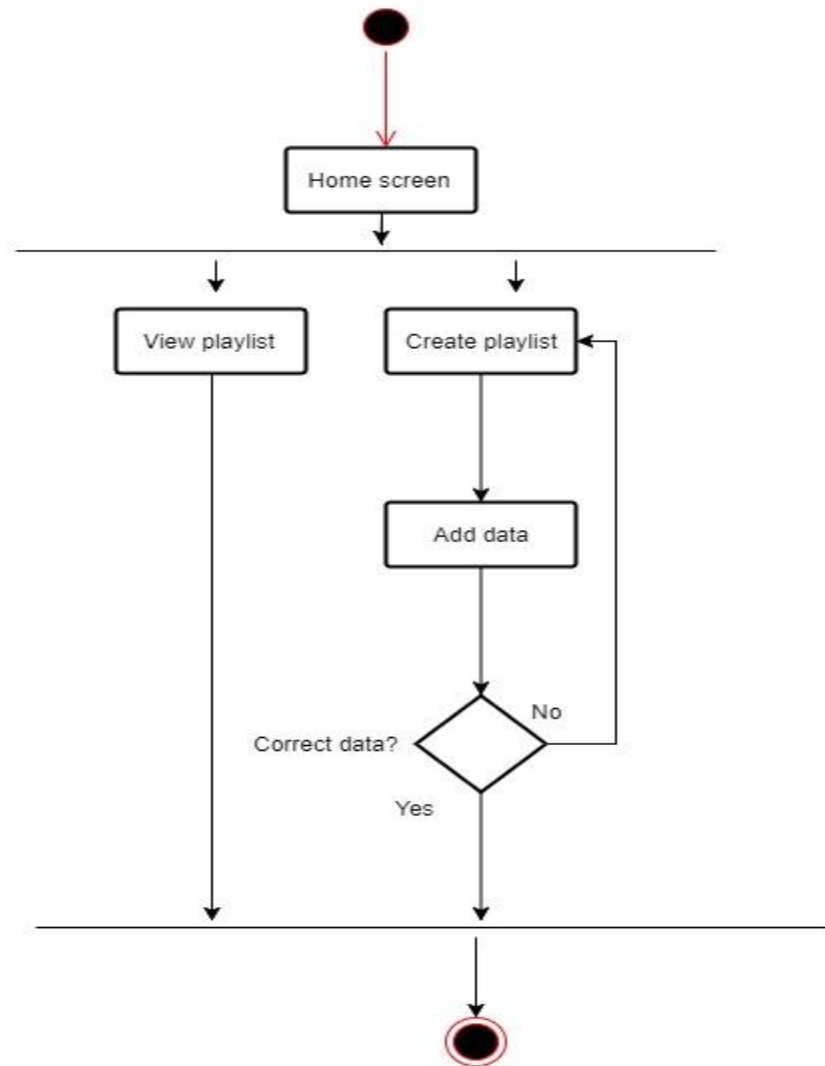 Home screen
View playlist
Create playlist
Add data
No
Correct data?
Yes